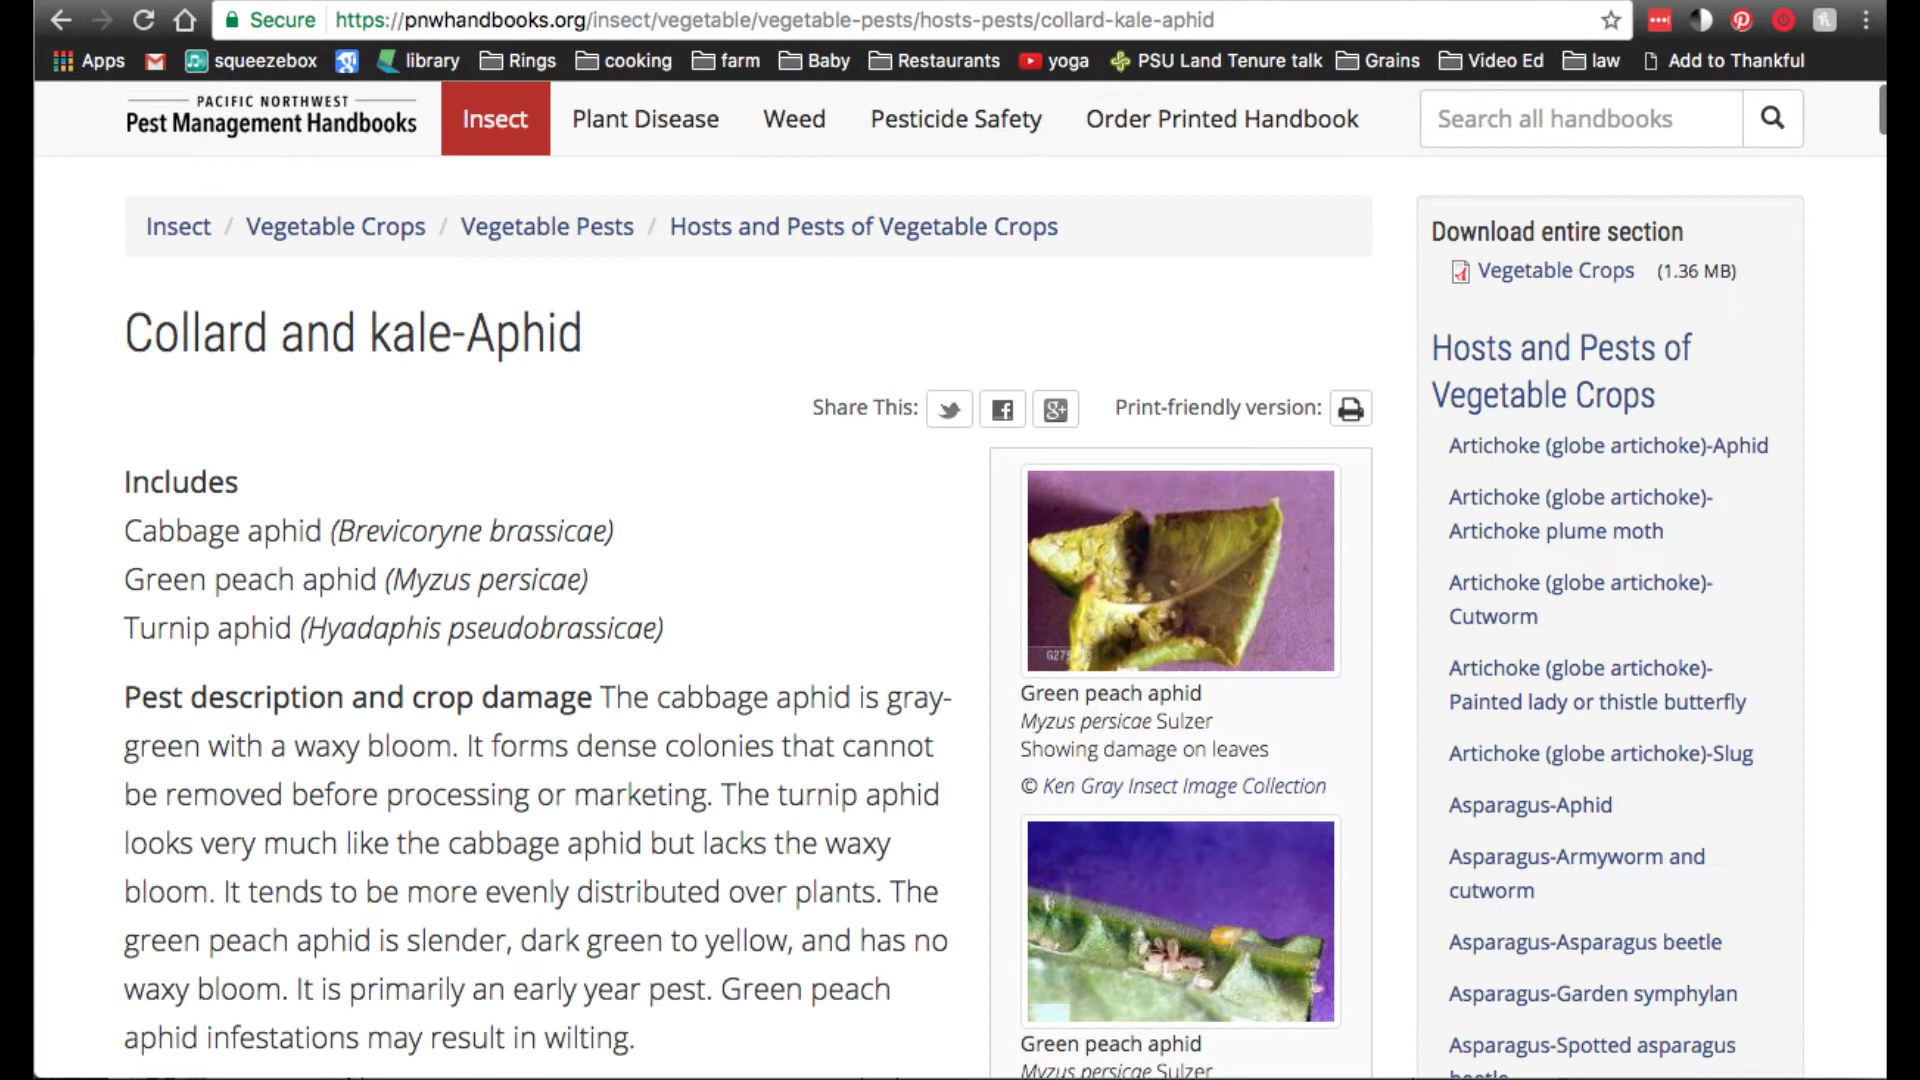 Secure https://pnwhandbooks.org/insect/vegetable/vegetable-pests/hosts-pests/collard-kale-aphid
Apps squeezebox library Rings cooking farm Baby Restaurants yoga PSU Land Tenure talk Grains Video Ed law Add to Thankful
PACIFIC NORTHWEST
Pest Management Handbooks
Insect Plant Disease Weed Pesticide Safety Order Printed Handbook Search all handbooks
Insect / Vegetable Crops / Vegetable Pests / Hosts and Pests of Vegetable Crops
Collard and kale-Aphid
Share This: Print-friendly version:
Includes
Cabbage aphid (Brevicoryne brassicae)
Green peach aphid (Myzus persicae)
Turnip aphid (Hyadaphis pseudobrassicae)
Pest description and crop damage The cabbage aphid is gray-
green with a waxy bloom. It forms dense colonies that cannot
be removed before processing or marketing. The turnip aphid
looks very much like the cabbage aphid but lacks the waxy
bloom. It tends to be more evenly distributed over plants. The
green peach aphid is slender, dark green to yellow, and has no
waxy bloom. It is primarily an early year pest. Green peach
aphid infestations may result in wilting.
Green peach aphid
Myzus persicae Sulzer
Showing damage on leaves
© Ken Gray Insect Image Collection
Green peach aphid
Myzus persicae Sulzer
Download entire section
Vegetable Crops (1.36 MB)
Hosts and Pests of
Vegetable Crops
Artichoke (globe artichoke)-Aphid
Artichoke (globe artichoke)-
Artichoke plume moth
Artichoke (globe artichoke)-
Cutworm
Artichoke (globe artichoke)-
Painted lady or thistle butterfly
Artichoke (globe artichoke)-Slug
Asparagus-Aphid
Asparagus-Armyworm and
cutworm
Asparagus-Asparagus beetle
Asparagus-Garden symphylan
Asparagus-Spotted asparagus
beetle